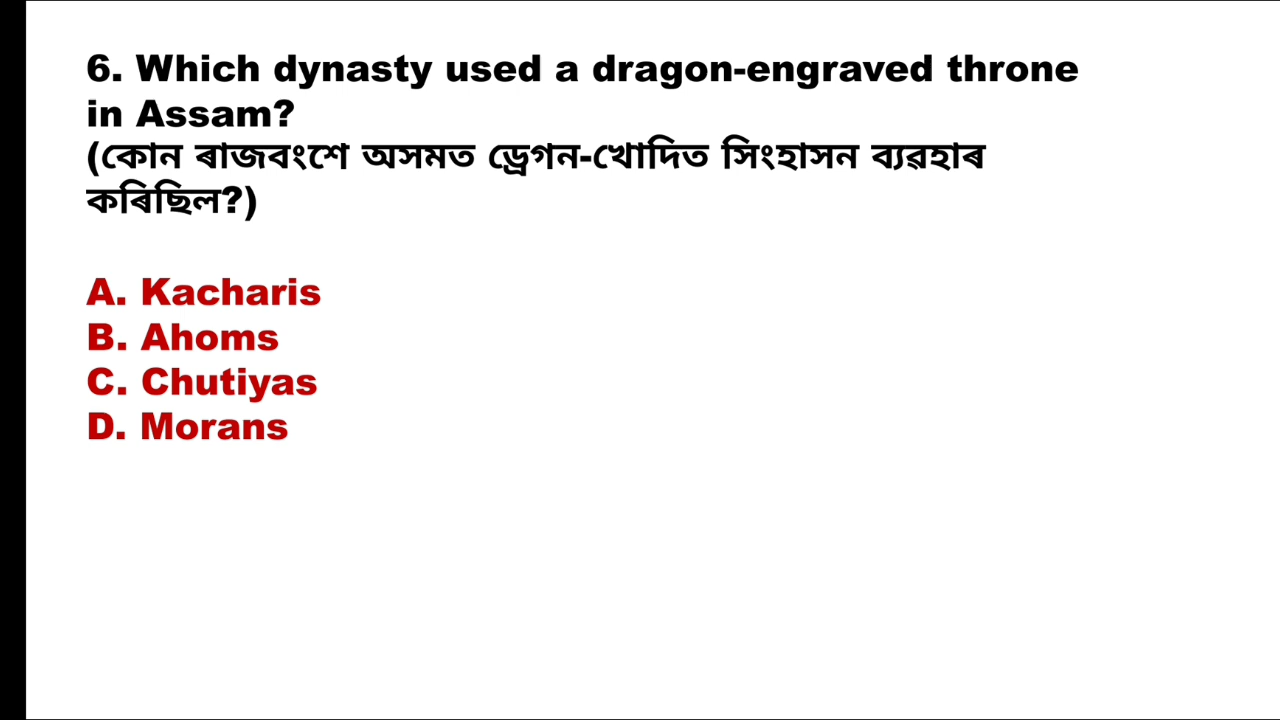 6. Which dynasty used a dragon-engraved throne
in Assam?
(কোন ৰাজবংশে অসমত ড্ৰেগন-খোদিত সিংহাসন ব্যৱহাৰ
কৰিছিল?)
A. Kacharis
B. Ahoms
C. Chutiyas
D. Morans